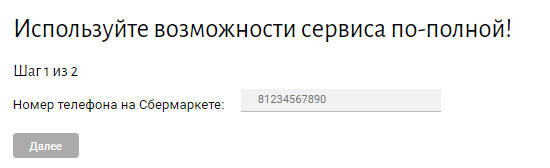 Используйте возможности сервиса по-полной!
Шаг 1 из 2
Номер телефона на Сбермаркете: 81234567890
Далее